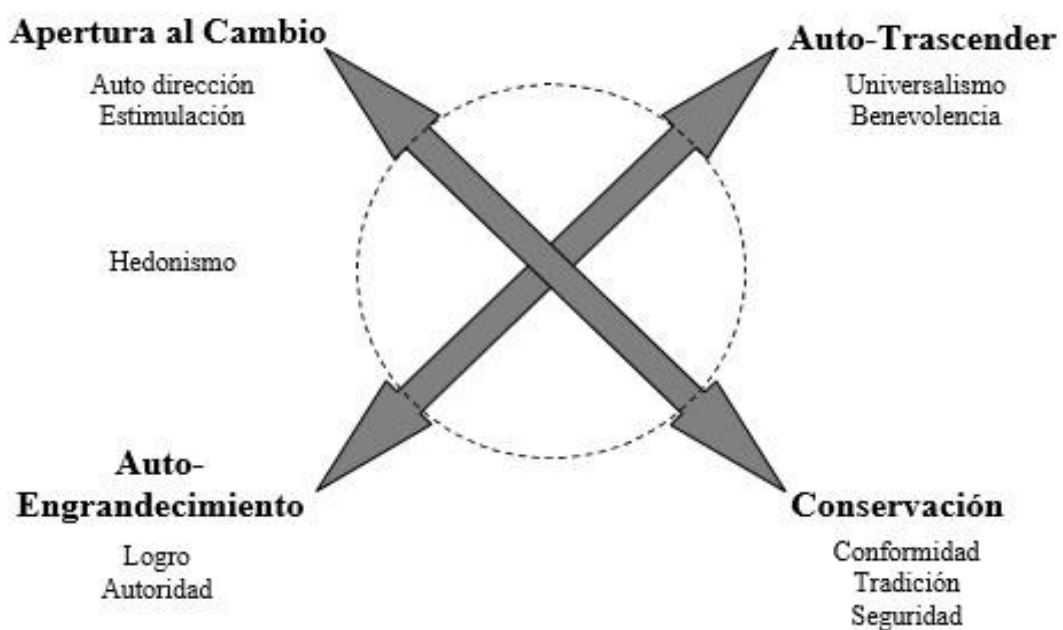 Apertura al Cambio
Auto dirección
Estimulación
Auto-Trascender
Universalismo
Benevolencia
Hedonismo
Auto-
Engrandecimiento
Logro
Autoridad
Conservación
Conformidad
Tradición
Seguridad